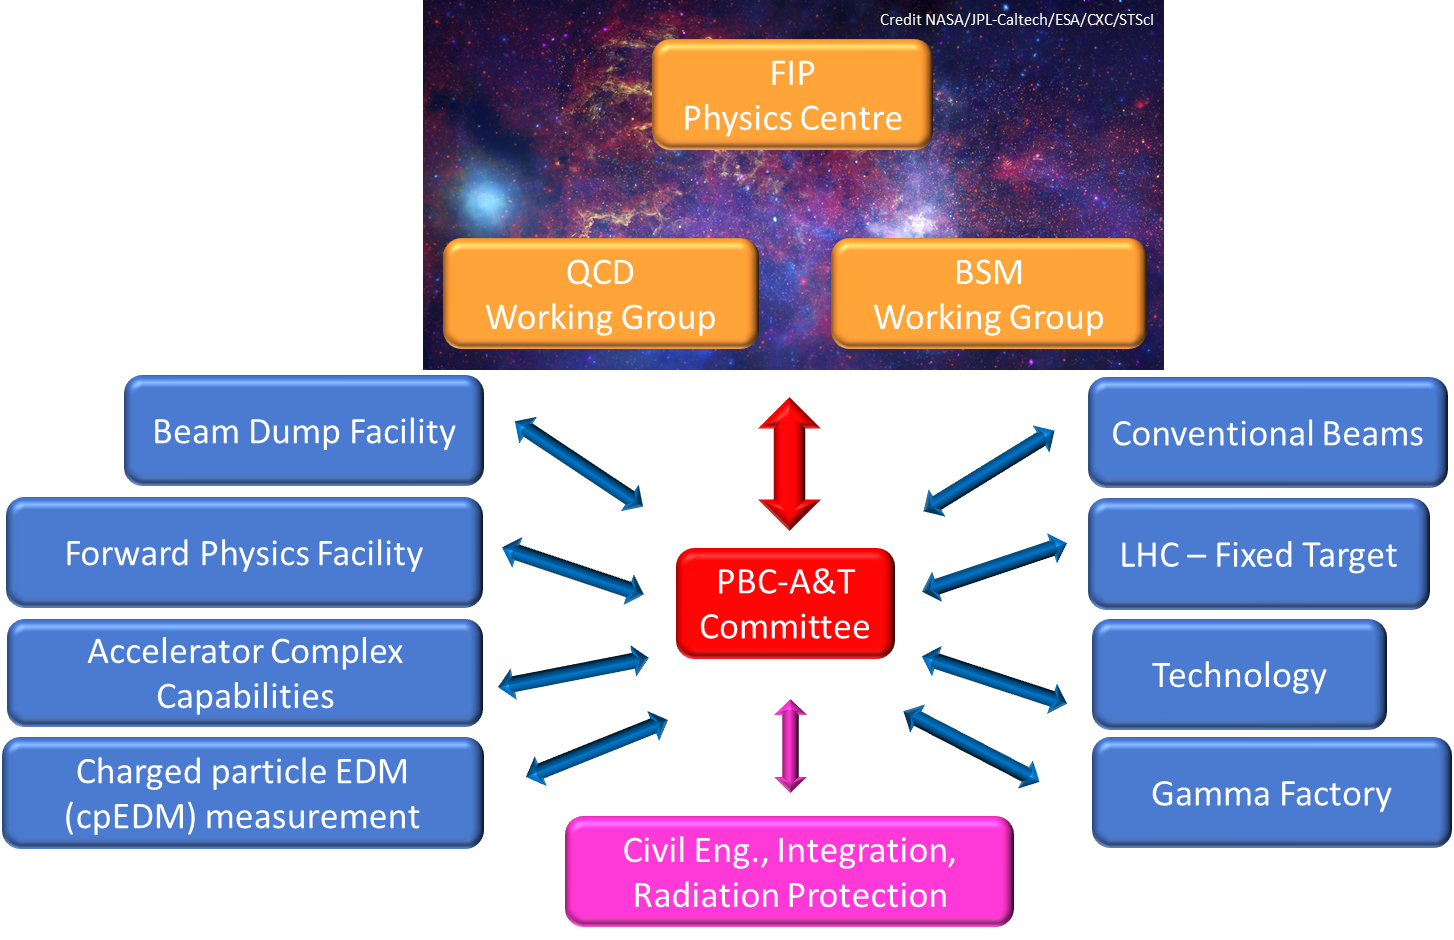 Credit NASA/JPL-Caltech/ESA/CXC/STScI
FIP
Physics Centre
QCD
Working Group
BSM
Working Group
Beam Dump Facility
Conventional Beams
Forward Physics Facility
LHC – Fixed Target
PBC-A&T
Committee
Accelerator Complex
Capabilities
Technology
Charged particle EDM
(cpEDM) measurement
Gamma Factory
Civil Eng., Integration,
Radiation Protection